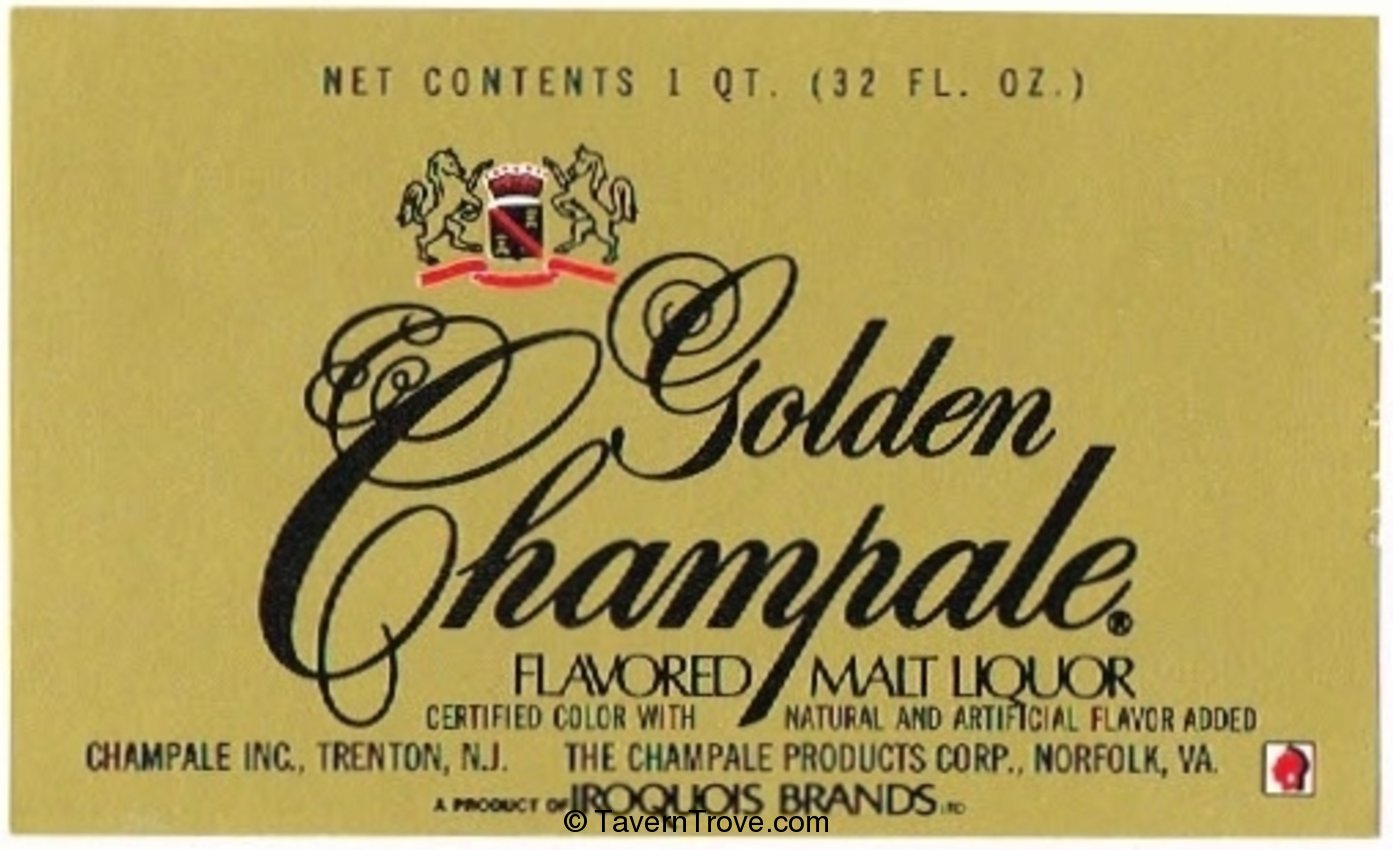 NET CONTENTS 1 QT. (32 FL. OZ.)
Golden
Champale®
FLAVORED MALT LIQUOR
CERTIFIED COLOR WITH NATURAL AND ARTIFICIAL FLAVOR ADDED
CHAMPALE INC., TRENTON, N.J. THE CHAMPALE PRODUCTS CORP., NORFOLK, VA.
A PRODUCT OF IROQUOIS BRANDS LTD
© TavernTrove.com